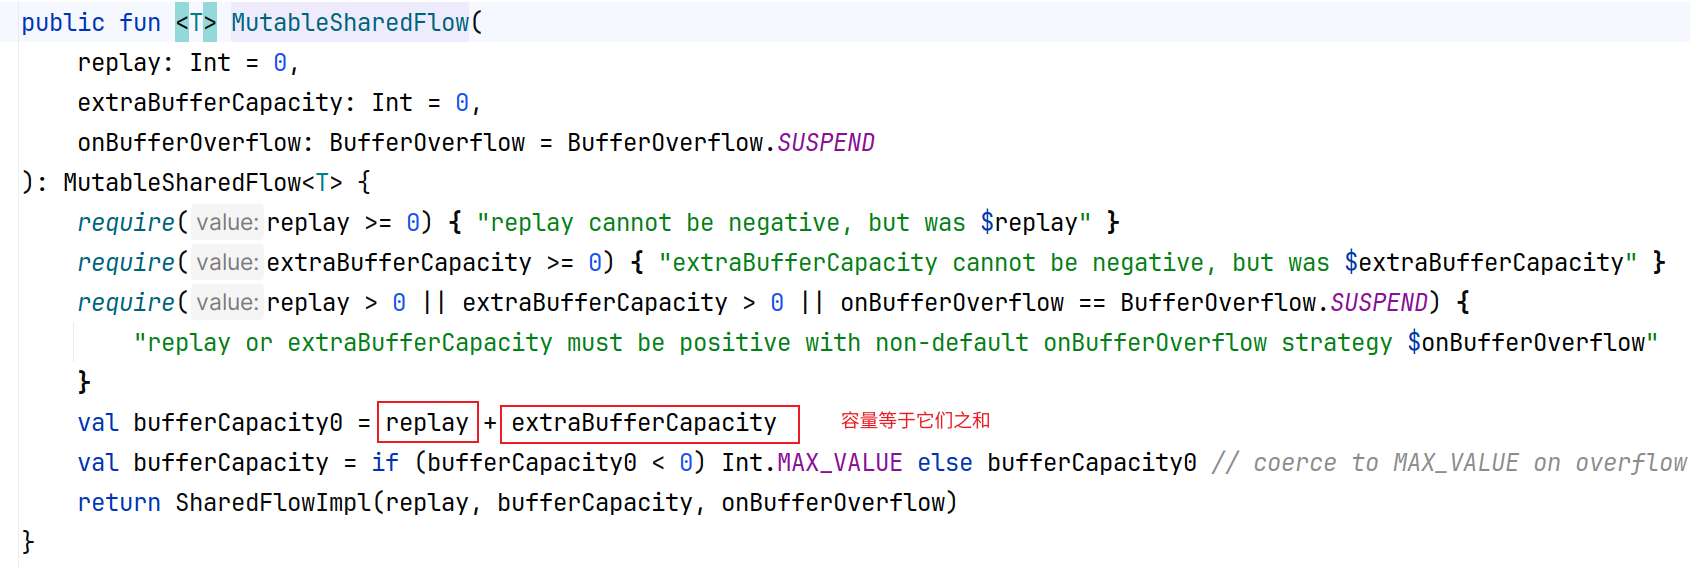 public fun <T> MutableSharedFlow(
    replay: Int = 0,
    extraBufferCapacity: Int = 0,
    onBufferOverflow: BufferOverflow = BufferOverflow.SUSPEND
): MutableSharedFlow<T> {
    require( value: replay >= 0) { "replay cannot be negative, but was $replay" }
    require( value: extraBufferCapacity >= 0) { "extraBufferCapacity cannot be negative, but was $extraBufferCapacity" }
    require( value: replay > 0 || extraBufferCapacity > 0 || onBufferOverflow == BufferOverflow.SUSPEND) {
        "replay or extraBufferCapacity must be positive with non-default onBufferOverflow strategy $onBufferOverflow"
    }
    val bufferCapacity0 = replay + extraBufferCapacity 容量等于它们之和
    val bufferCapacity = if (bufferCapacity0 < 0) Int.MAX_VALUE else bufferCapacity0 // coerce to MAX_VALUE on overflow
    return SharedFlowImpl(replay, bufferCapacity, onBufferOverflow)
}